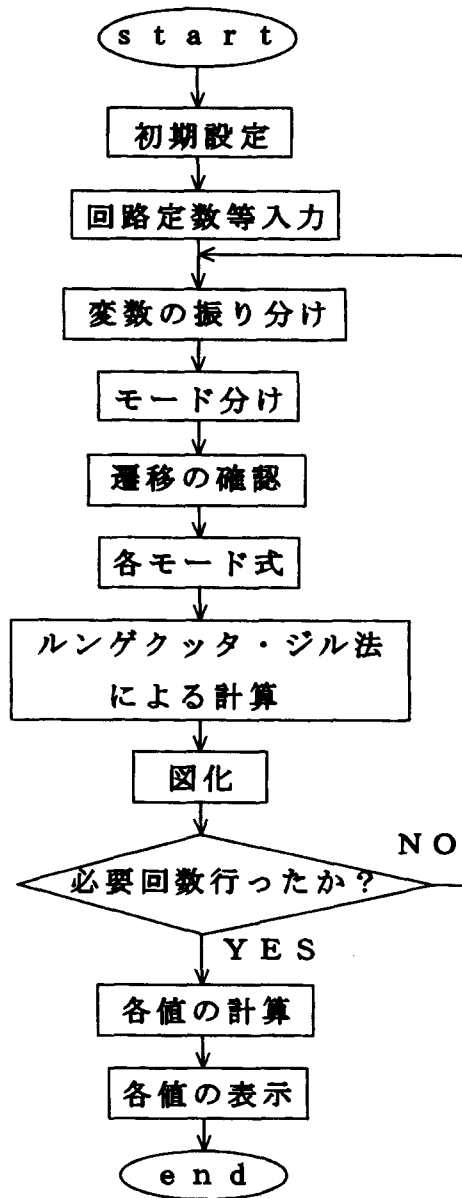 start
初期設定
回路定数等入力
変数の振り分け
モード分け
遷移の確認
各モード式
ルンゲクッタ・ジル法
による計算
図化
必要回数行ったか？
NO
YES
各値の計算
各値の表示
end